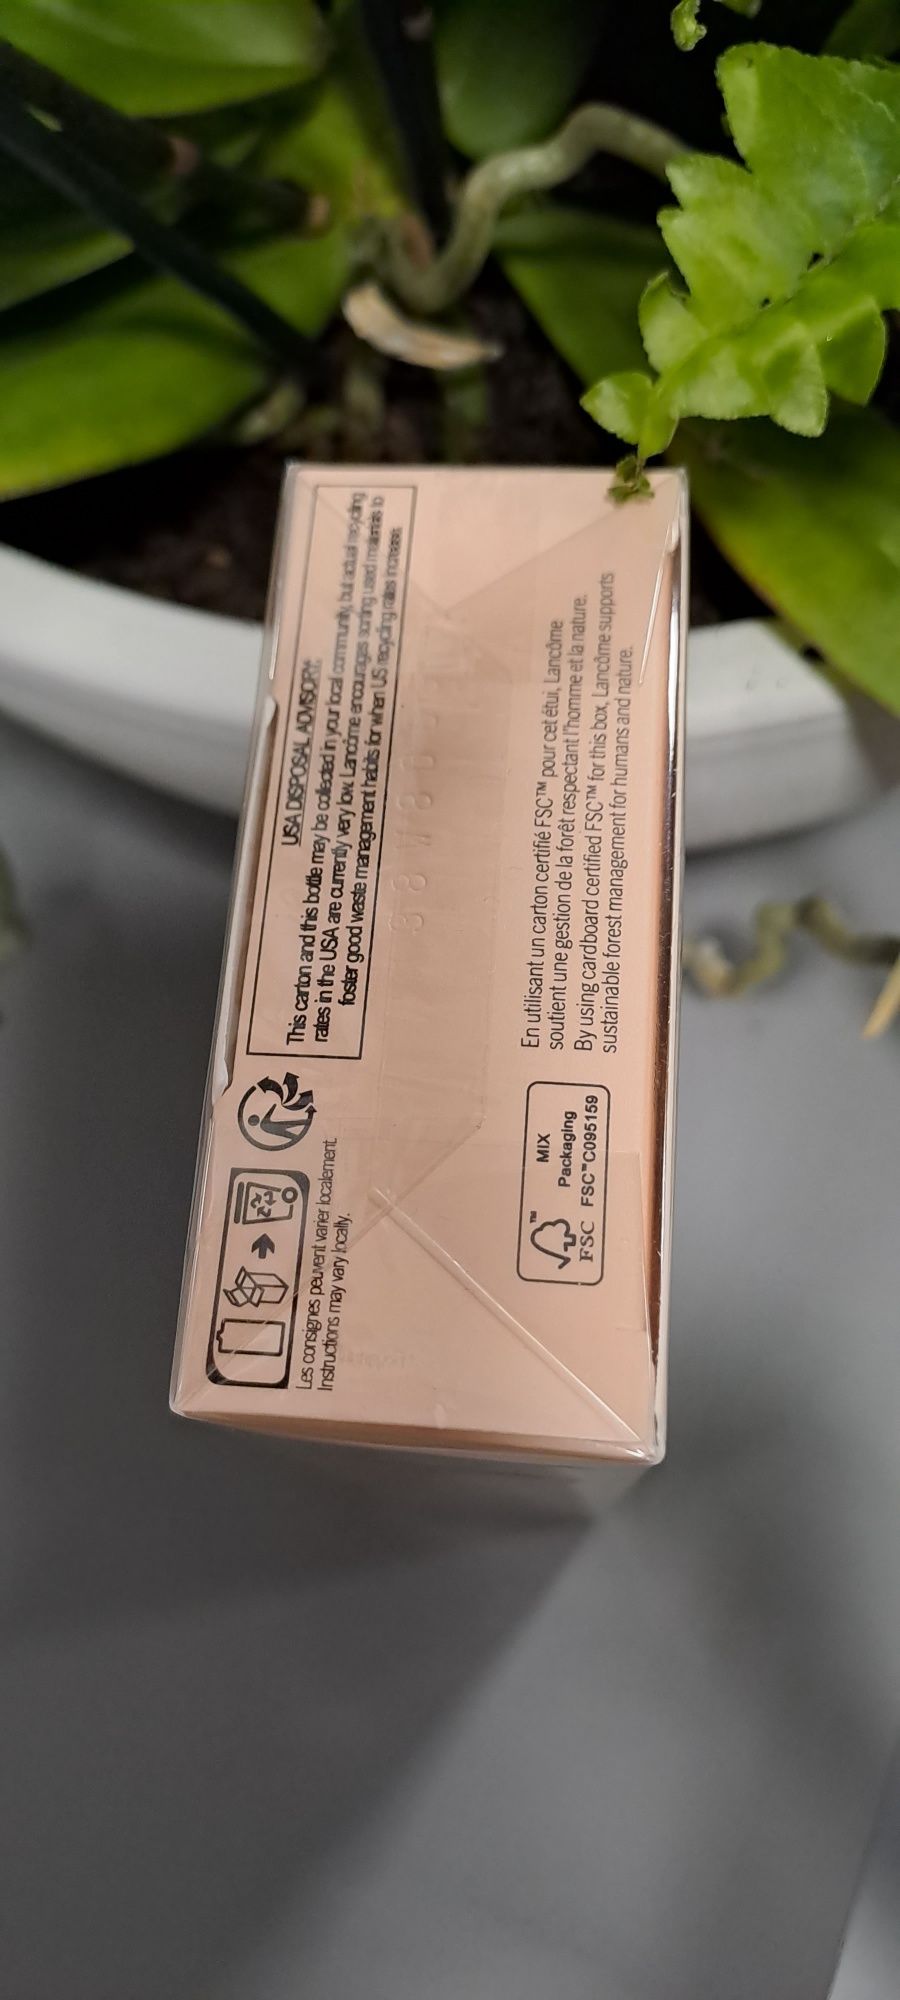 USA DISPOSAL ADVISORY:
This carton and this bottle may be collected in your local community, but actual recycling
rates in the USA are currently very low. Lancôme encourages sorting used materials to
foster good waste management habits for when US recycling rates increase.
Les consignes peuvent varier localement.
Instructions may vary locally.
En utilisant un carton certifié FSC™ pour cet étui, Lancôme
soutient une gestion de la forêt respectant l'homme et la nature.
By using cardboard certified FSC™ for this box, Lancôme supports
sustainable forest management for humans and nature.
™
FSC
MIX
Packaging
FSC™ C095159